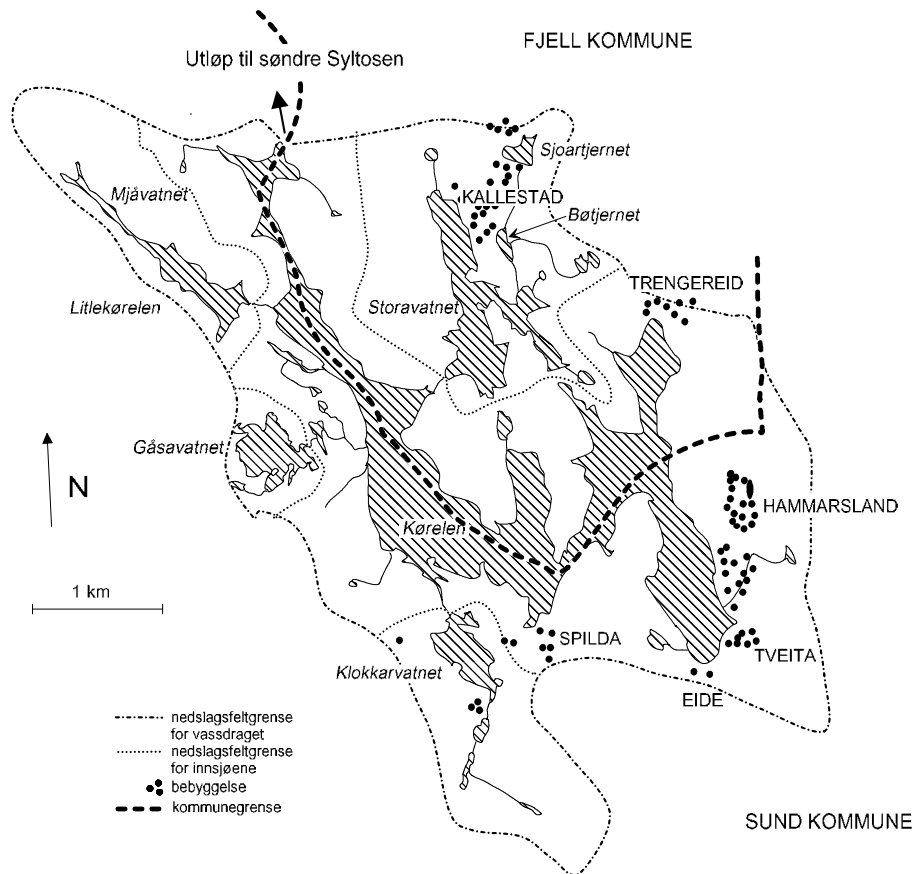 FJELL KOMMUNE
Utløp til søndre Syltosen
Sjoartjernet
Mjåvatnet
KALLESTAD
Bøtjernet
TRENGEREID
Litlekørelen
Storavatnet
Gåsavatnet
N
HAMMARSLAND
Kørelen
1 km
SPILDA
TVEITA
Klokkarvatnet
EIDE
nedslagsfeltgrense
for vassdraget
nedslagsfeltgrense
for innsjøene
bebyggelse
kommunegrense
SUND KOMMUNE